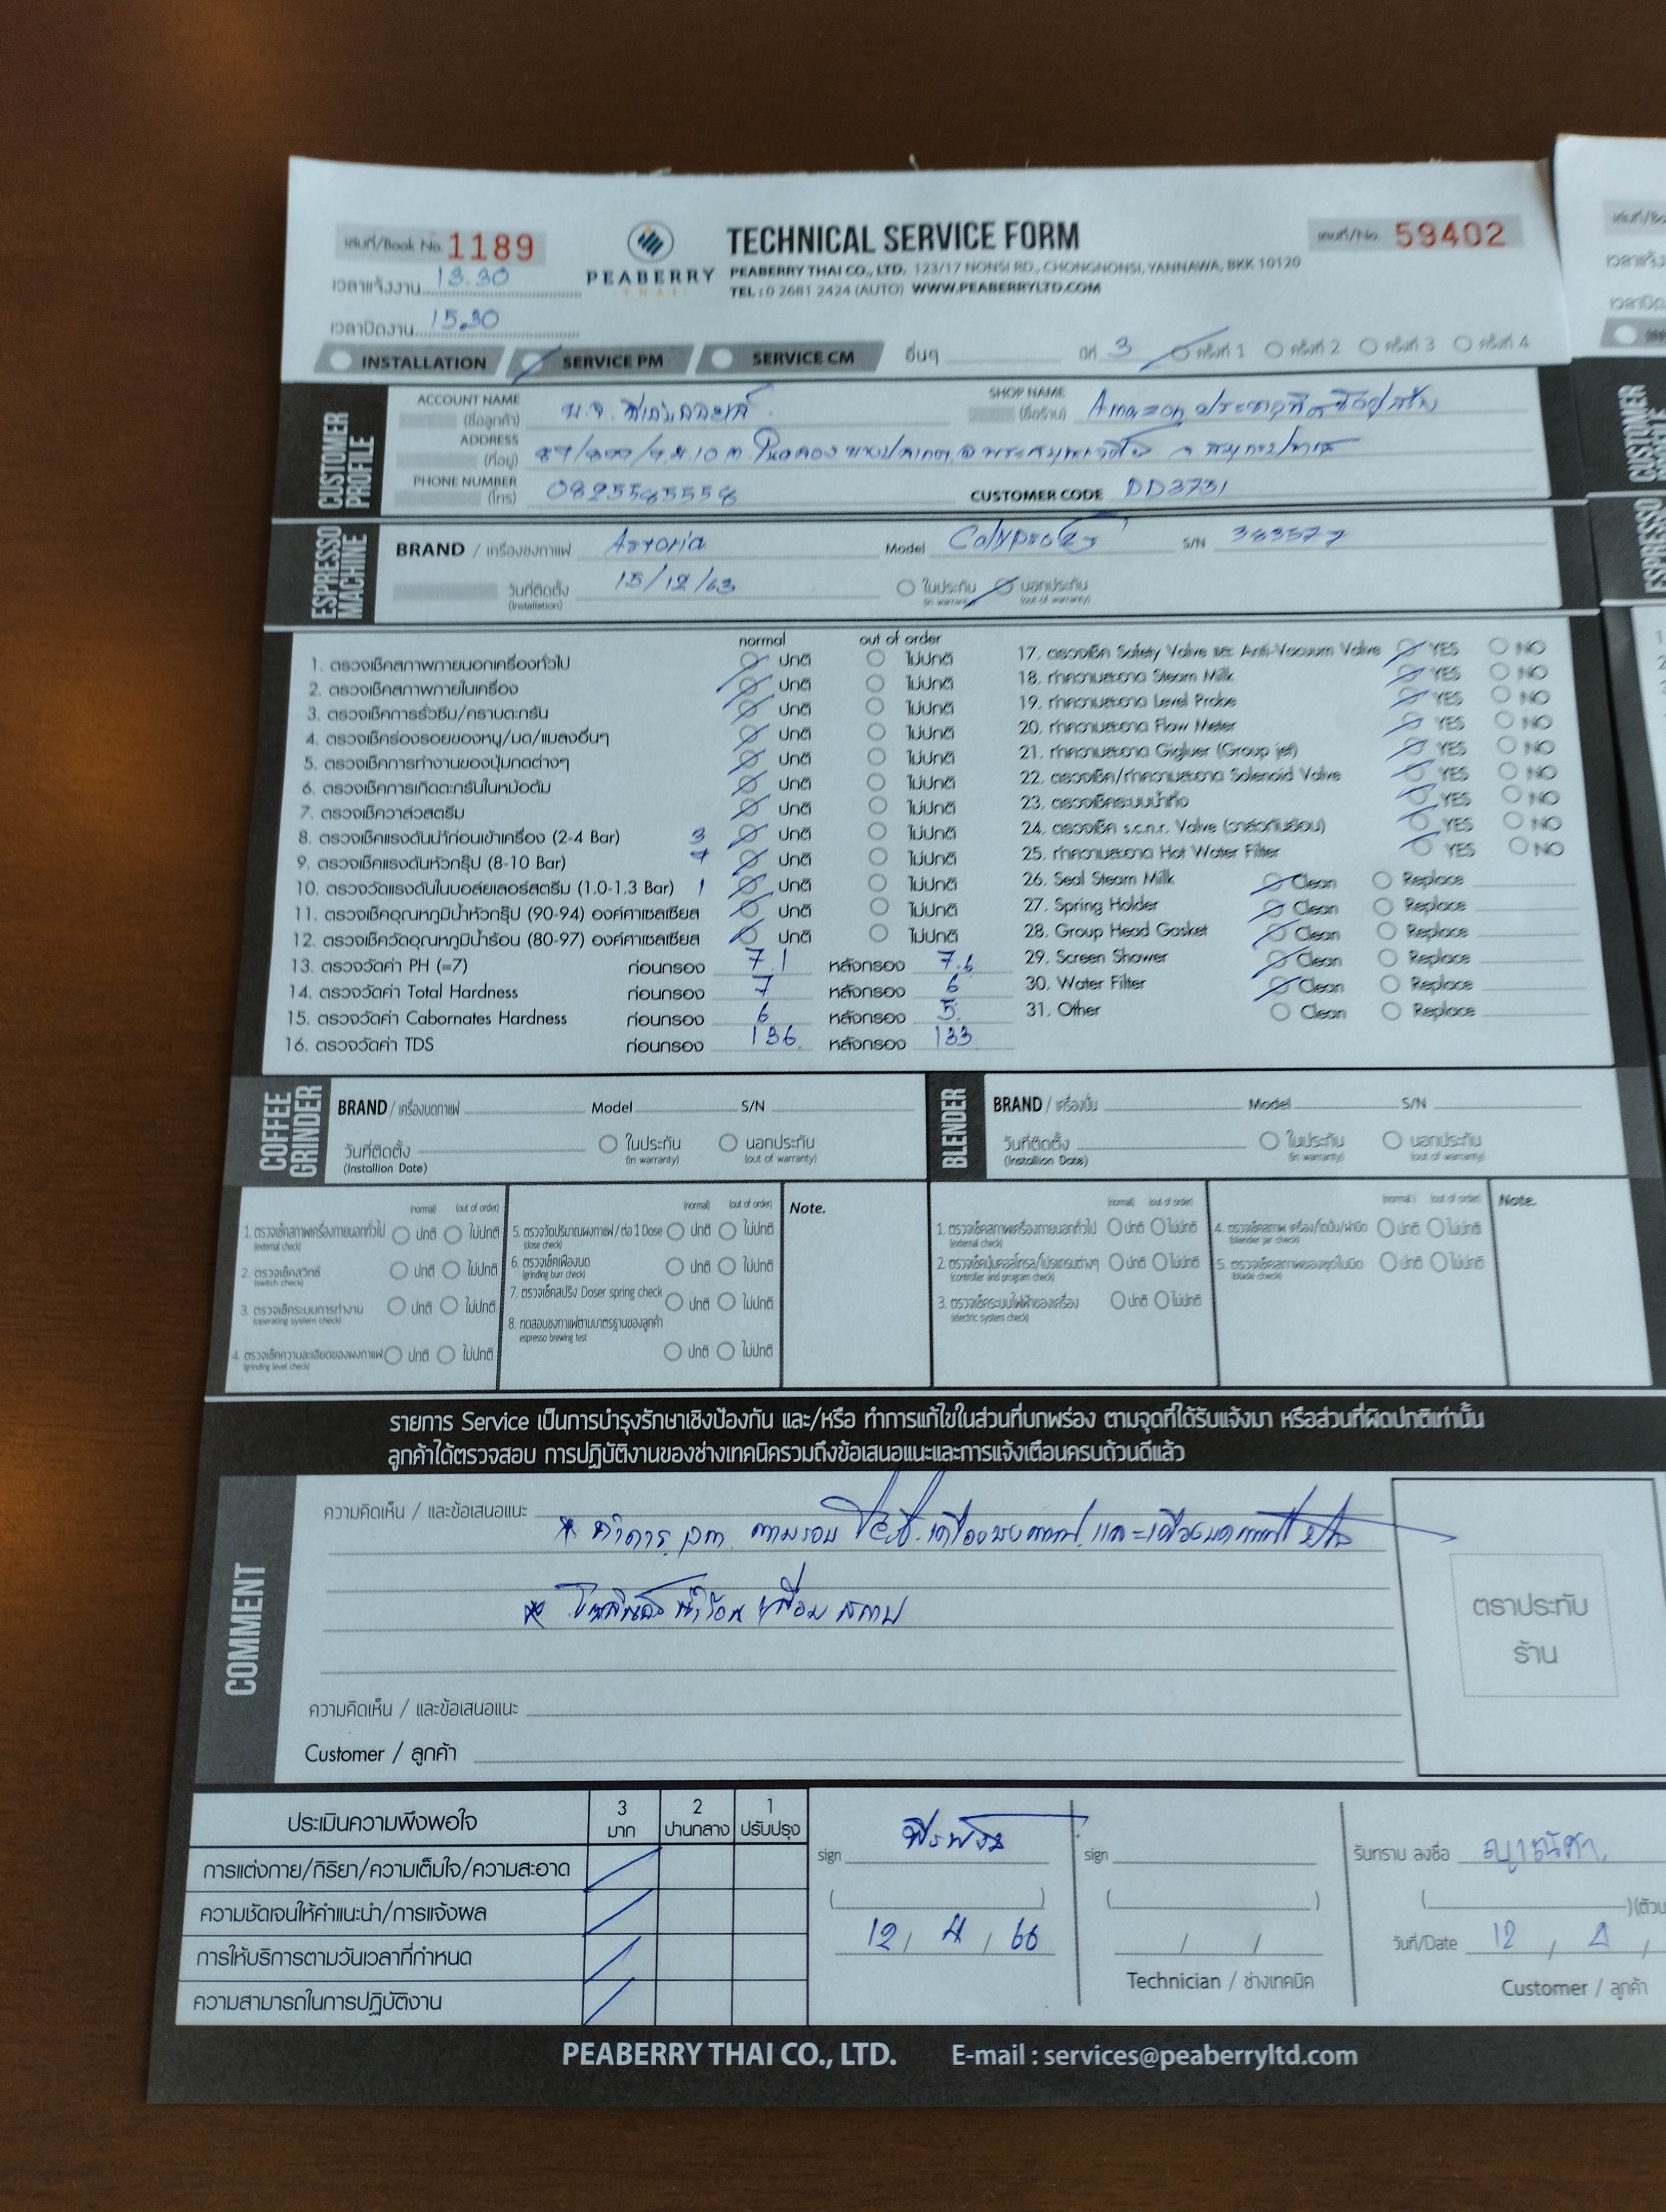 เล่มที่/Book No. 1189
PEABERRY
THAI
TECHNICAL SERVICE FORM
เลขที่/No. 59402
PEABERRY THAI CO., LTD. 123/17 NONSI RD., CHONGNONSI, YANNAWA, BKK 10120
TEL : 0 2681 2424 (AUTO) WWW.PEABERRYLTD.COM
เวลาแจ้งงาน 13.30
เวลาปิดงาน 15.30
INSTALLATION SERVICE PM SERVICE CM อื่นๆ ปีที่ 3 ครั้งที่ 1 ครั้งที่ 2 ครั้งที่ 3 ครั้งที่ 4
CUSTOMER PROFILE
ACCOUNT NAME (ชื่อลูกค้า)
SHOP NAME (ชื่อร้าน) Amazon
ADDRESS (ที่อยู่)
PHONE NUMBER (โทร) CUSTOMER CODE DD3731
ESPRESSO MACHINE
BRAND / เครื่องชงกาแฟ Astoria Model S/N 383577
วันที่ติดตั้ง (Installation) 15/12/63 ในประกัน (in warranty) นอกประกัน (out of warranty)
normal out of order
1. ตรวจเช็คสภาพภายนอกเครื่องทั่วไป ปกติ ไม่ปกติ
2. ตรวจเช็คสภาพภายในเครื่อง ปกติ ไม่ปกติ
3. ตรวจเช็คการรั่วซึม/คราบตะกรัน ปกติ ไม่ปกติ
4. ตรวจเช็คร่องรอยของหนู/มด/แมลงอื่นๆ ปกติ ไม่ปกติ
5. ตรวจเช็คการทำงานของปุ่มกดต่างๆ ปกติ ไม่ปกติ
6. ตรวจเช็คการเกิดตะกรันในหม้อต้ม ปกติ ไม่ปกติ
7. ตรวจเช็ควาล์วสตรีม ปกติ ไม่ปกติ
8. ตรวจเช็คแรงดันน้ำก่อนเข้าเครื่อง (2-4 Bar) 3 ปกติ ไม่ปกติ
9. ตรวจเช็คแรงดันหัวกรุ๊ป (8-10 Bar) ปกติ ไม่ปกติ
10. ตรวจวัดแรงดันในบอล์ยเลอร์สตรีม (1.0-1.3 Bar) 1 ปกติ ไม่ปกติ
11. ตรวจเช็คอุณหภูมิน้ำหัวกรุ๊ป (90-94) องศาเซลเซียส ปกติ ไม่ปกติ
12. ตรวจเช็ควัดอุณหภูมิน้ำร้อน (80-97) องศาเซลเซียส ปกติ ไม่ปกติ
13. ตรวจวัดค่า PH (=7) ก่อนกรอง 7.1 หลังกรอง
14. ตรวจวัดค่า Total Hardness ก่อนกรอง 7 หลังกรอง 6
15. ตรวจวัดค่า Cabornates Hardness ก่อนกรอง 6 หลังกรอง 5
16. ตรวจวัดค่า TDS ก่อนกรอง 136 หลังกรอง 133
17. ตรวจเช็ค Safety Valve และ Anti-Vacuum Valve YES NO
18. ทำความสะอาด Steam Milk YES NO
19. ทำความสะอาด Level Probe YES NO
20. ทำความสะอาด Flow Meter YES NO
21. ทำความสะอาด Gigluer (Group jet) YES NO
22. ตรวจเช็ค/ทำความสะอาด Solenoid Valve YES NO
23. ตรวจเช็คระบบน้ำทิ้ง YES NO
24. ตรวจเช็ค s.c.n.r. Valve (วาล์วกันย้อน) YES NO
25. ทำความสะอาด Hot Water Filter YES NO
26. Seal Steam Milk Clean Replace
27. Spring Holder Clean Replace
28. Group Head Gasket Clean Replace
29. Screen Shower Clean Replace
30. Water Filter Clean Replace
31. Other Clean Replace
COFFEE GRINDER
BRAND / เครื่องบดกาแฟ Model S/N
วันที่ติดตั้ง (Installion Date) ในประกัน (in warranty) นอกประกัน (out of warranty)
BLENDER
BRAND / เครื่องปั่น Model S/N
วันที่ติดตั้ง (Installion Date) ในประกัน (in warranty) นอกประกัน (out of warranty)
(normal) (out of order)
1. ตรวจเช็คสภาพเครื่องภายนอกทั่วไป ปกติ ไม่ปกติ
(external check)
2. ตรวจเช็คสวิทช์ ปกติ ไม่ปกติ
(switch check)
3. ตรวจเช็คระบบการทำงาน ปกติ ไม่ปกติ
(operating system check)
4. ตรวจเช็คความละเอียดของผงกาแฟ ปกติ ไม่ปกติ
(grinding level check)
(normal) (out of order)
5. ตรวจวัดปริมาณผงกาแฟ/ ต่อ 1 Dose ปกติ ไม่ปกติ
(dose check)
6. ตรวจเช็คเฟืองบด ปกติ ไม่ปกติ
(grinding burr check)
7. ตรวจเช็คสปริง Doser spring check ปกติ ไม่ปกติ
8. ทดสอบชงกาแฟตามมาตรฐานของลูกค้า
espresso brewing test ปกติ ไม่ปกติ
Note.
(normal) (out of order)
1. ตรวจเช็คสภาพเครื่องภายนอกทั่วไป ปกติ ไม่ปกติ
(external check)
2. ตรวจเช็คปุ่มคอลโทรล/โปรแกรมต่างๆ ปกติ ไม่ปกติ
(controller and program check)
3. ตรวจเช็คระบบไฟฟ้าของเครื่อง ปกติ ไม่ปกติ
(electric system check)
(normal) (out of order)
4. ตรวจเช็คสภาพ เครื่อง/โถปั่น/ฝาปิด ปกติ ไม่ปกติ
(blender jar check)
5. ตรวจเช็คสภาพของชุดใบมีด ปกติ ไม่ปกติ
(blade check)
Note.
รายการ Service เป็นการบำรุงรักษาเชิงป้องกัน และ/หรือ ทำการแก้ไขในส่วนที่บกพร่อง ตามจุดที่ได้รับแจ้งมา หรือส่วนที่ผิดปกติเท่านั้น
ลูกค้าได้ตรวจสอบ การปฏิบัติงานของช่างเทคนิครวมถึงข้อเสนอแนะและการแจ้งเตือนครบถ้วนดีแล้ว
COMMENT
ความคิดเห็น / และข้อเสนอแนะ
ตราประทับ
ร้าน
ความคิดเห็น / และข้อเสนอแนะ
Customer / ลูกค้า
ประเมินความพึงพอใจ 3 มาก 2 ปานกลาง 1 ปรับปรุง
การแต่งกาย/กิริยา/ความเต็มใจ/ความสะอาด
ความชัดเจนให้คำแนะนำ/การแจ้งผล
การให้บริการตามวันเวลาที่กำหนด
ความสามารถในการปฏิบัติงาน
sign
12 / 4 / 66
sign
Technician / ช่างเทคนิค
รับทราบ ลงชื่อ
วันที่/Date 12 / 4 /
Customer / ลูกค้า
PEABERRY THAI CO., LTD. E-mail : services@peaberryltd.com